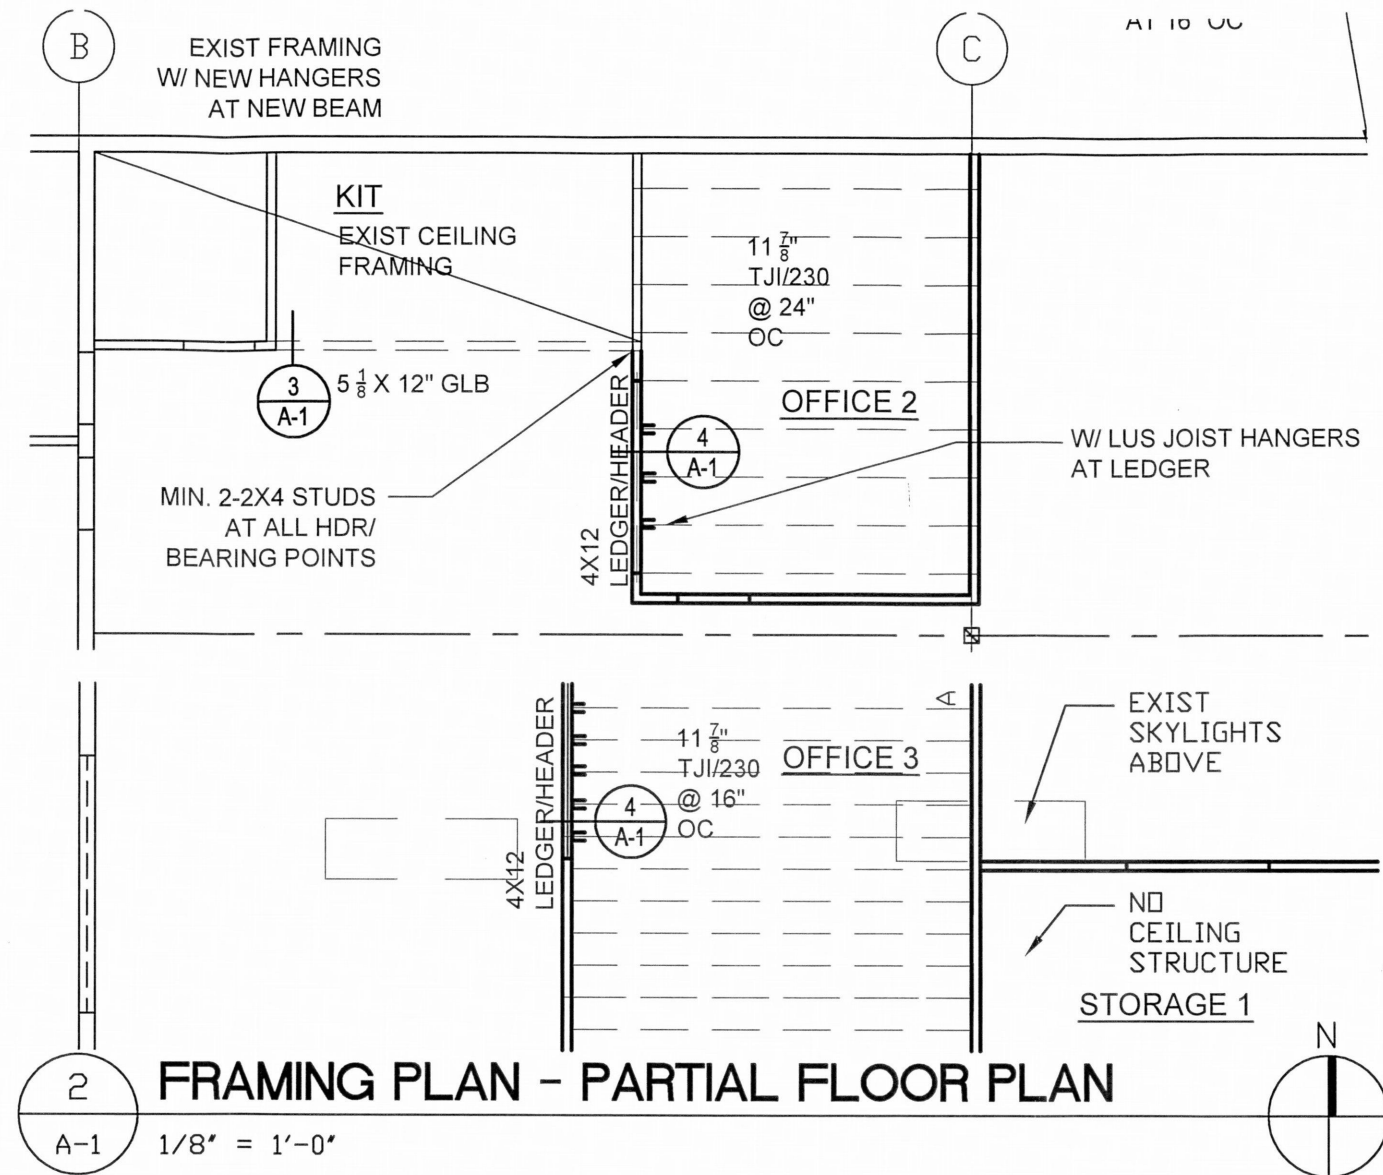 B
EXIST FRAMING
W/ NEW HANGERS
AT NEW BEAM
C
AT 16" OC
KIT
EXIST CEILING
FRAMING
11 7/8"
TJI/230
@ 24"
OC
3
A-1
5 1/8 X 12" GLB
OFFICE 2
4X12
LEDGER/HEADER
4
A-1
W/ LUS JOIST HANGERS
AT LEDGER
MIN. 2-2X4 STUDS
AT ALL HDR/
BEARING POINTS
4X12
LEDGER/HEADER
11 7/8"
TJI/230
@ 16"
OC
OFFICE 3
A
4
A-1
EXIST
SKYLIGHTS
ABOVE
NO
CEILING
STRUCTURE
STORAGE 1
2
A-1
FRAMING PLAN - PARTIAL FLOOR PLAN
1/8" = 1'-0"
N